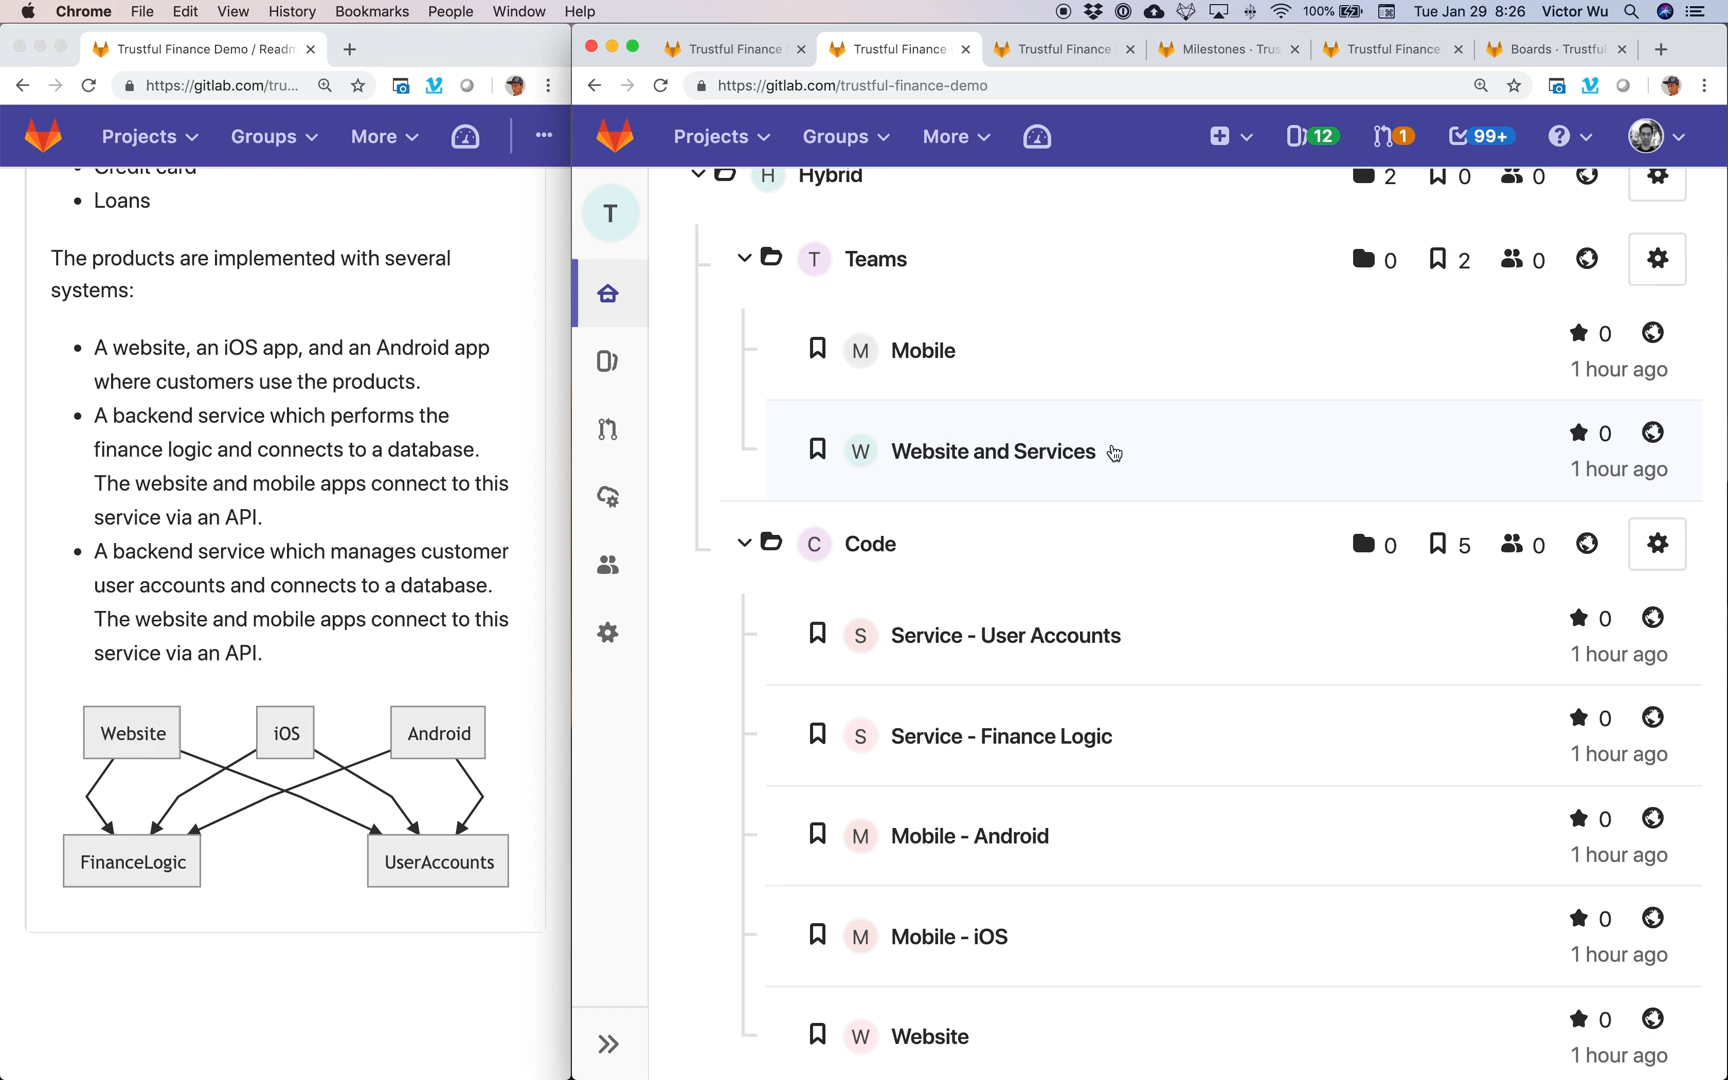 Chrome File Edit View History Bookmarks People Window Help 100% Tue Jan 29 8:26 Victor Wu
Trustful Finance Demo / Readm
https://gitlab.com/tru...
Projects Groups More
Credit card
Loans
The products are implemented with several
systems:
A website, an iOS app, and an Android app
where customers use the products.
A backend service which performs the
finance logic and connects to a database.
The website and mobile apps connect to this
service via an API.
A backend service which manages customer
user accounts and connects to a database.
The website and mobile apps connect to this
service via an API.
Website iOS Android
FinanceLogic UserAccounts
Trustful Finance Trustful Finance Trustful Finance Milestones · Trus Trustful Finance Boards · Trustful
https://gitlab.com/trustful-finance-demo
Projects Groups More 12 1 99+
T
H Hybrid 2 0 0
T Teams 0 2 0
M Mobile 0
1 hour ago
W Website and Services 0
1 hour ago
C Code 0 5 0
S Service - User Accounts 0
1 hour ago
S Service - Finance Logic 0
1 hour ago
M Mobile - Android 0
1 hour ago
M Mobile - iOS 0
1 hour ago
W Website 0
1 hour ago